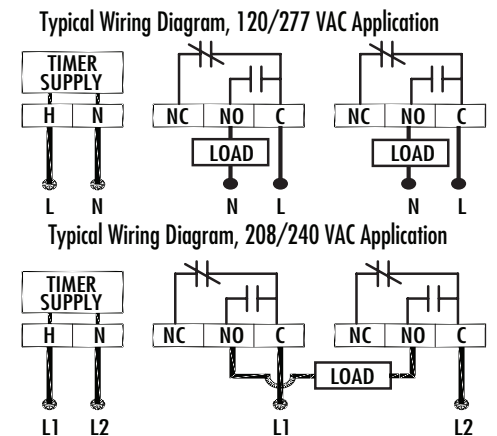 Typical Wiring Diagram, 120/277 VAC Application
TIMER
SUPPLY
H N NC NO C NC NO C
LOAD LOAD
L N N L N L
Typical Wiring Diagram, 208/240 VAC Application
TIMER
SUPPLY
H N NC NO C NC NO C
LOAD
L1 L2 L1 L2